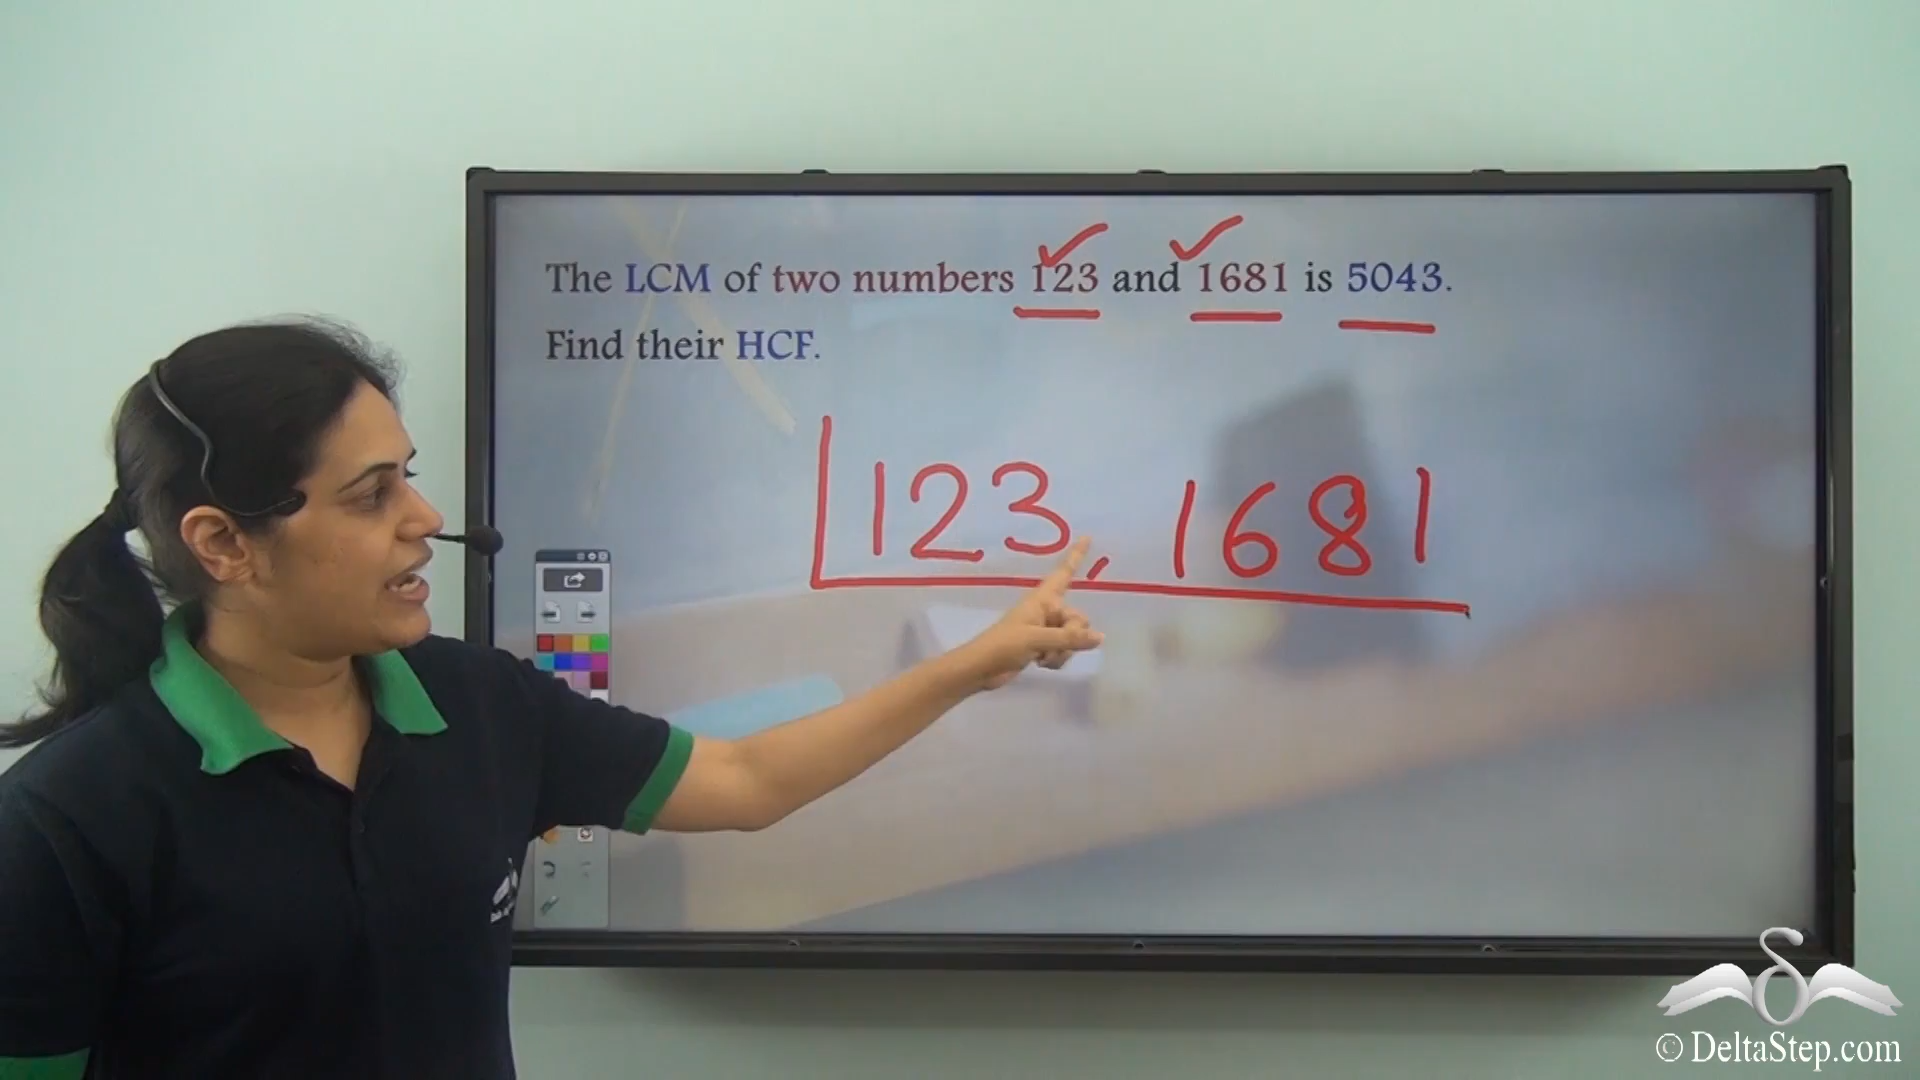 The LCM of two numbers 123 and 1681 is 5043.
Find their HCF.
123, 1681
© DeltaStep.com